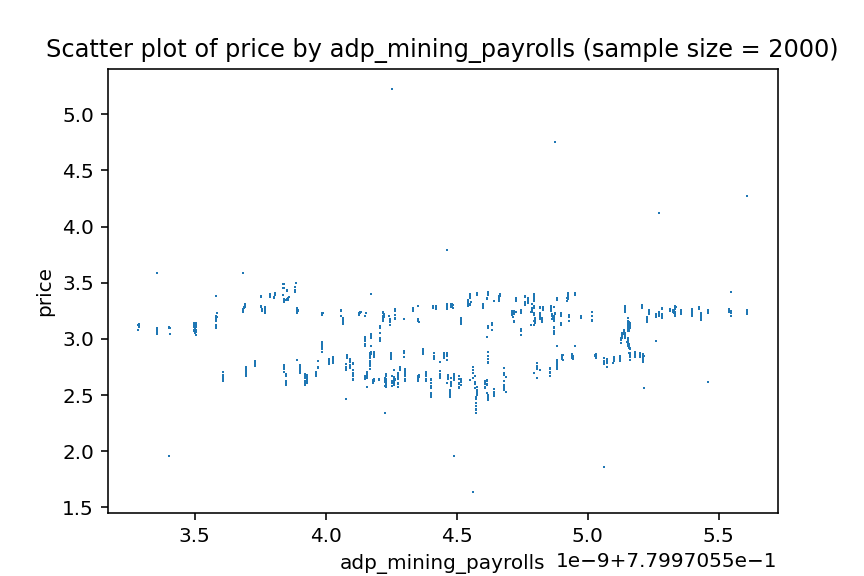 Scatter plot of price by adp_mining_payrolls (sample size = 2000)
price
5.0
4.5
4.0
3.5
3.0
2.5
2.0
1.5
3.5 4.0 4.5 5.0 5.5
adp_mining_payrolls 1e−9+7.7997055e−1